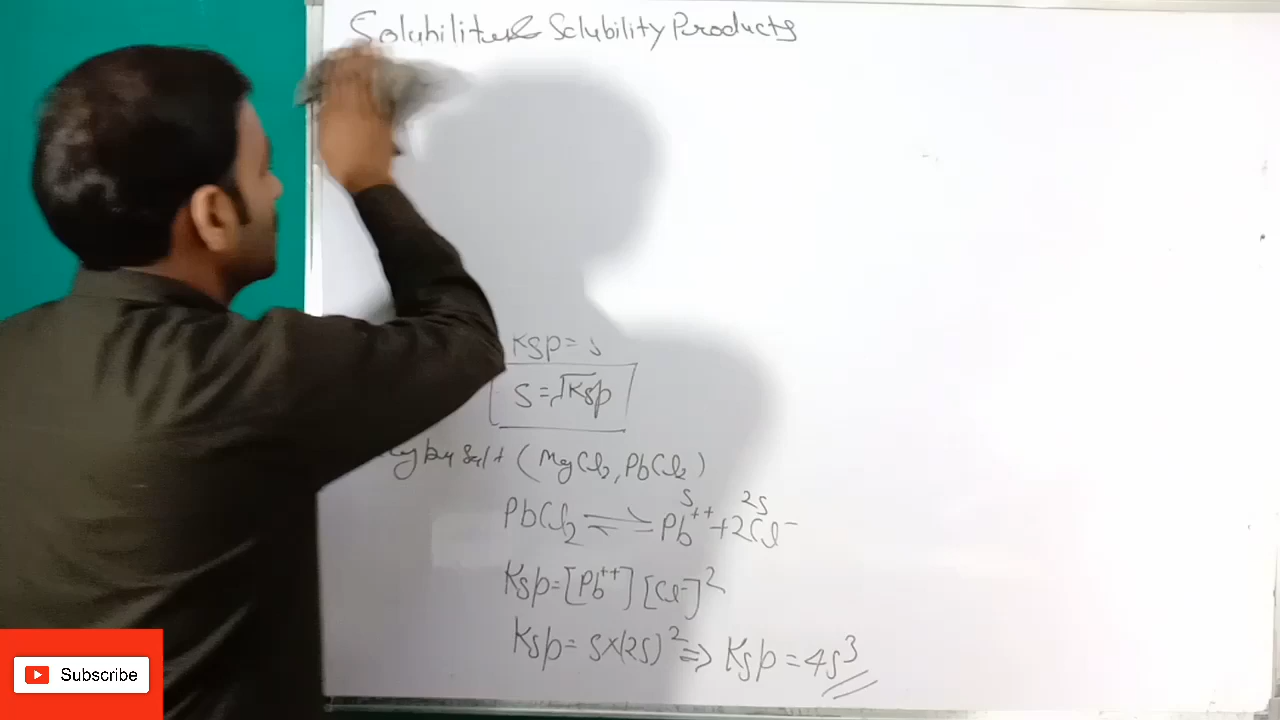 Solubility & Solubility Products
Ksp = s
S = √Ksp
Salt (MgCl2, PbCl2)
S 2S
PbCl2 ⇌ Pb++ + 2Cl-
Ksp = [Pb++] [Cl-]2
Ksp = s×(2s)2 ⇒ Ksp = 4s3
Subscribe